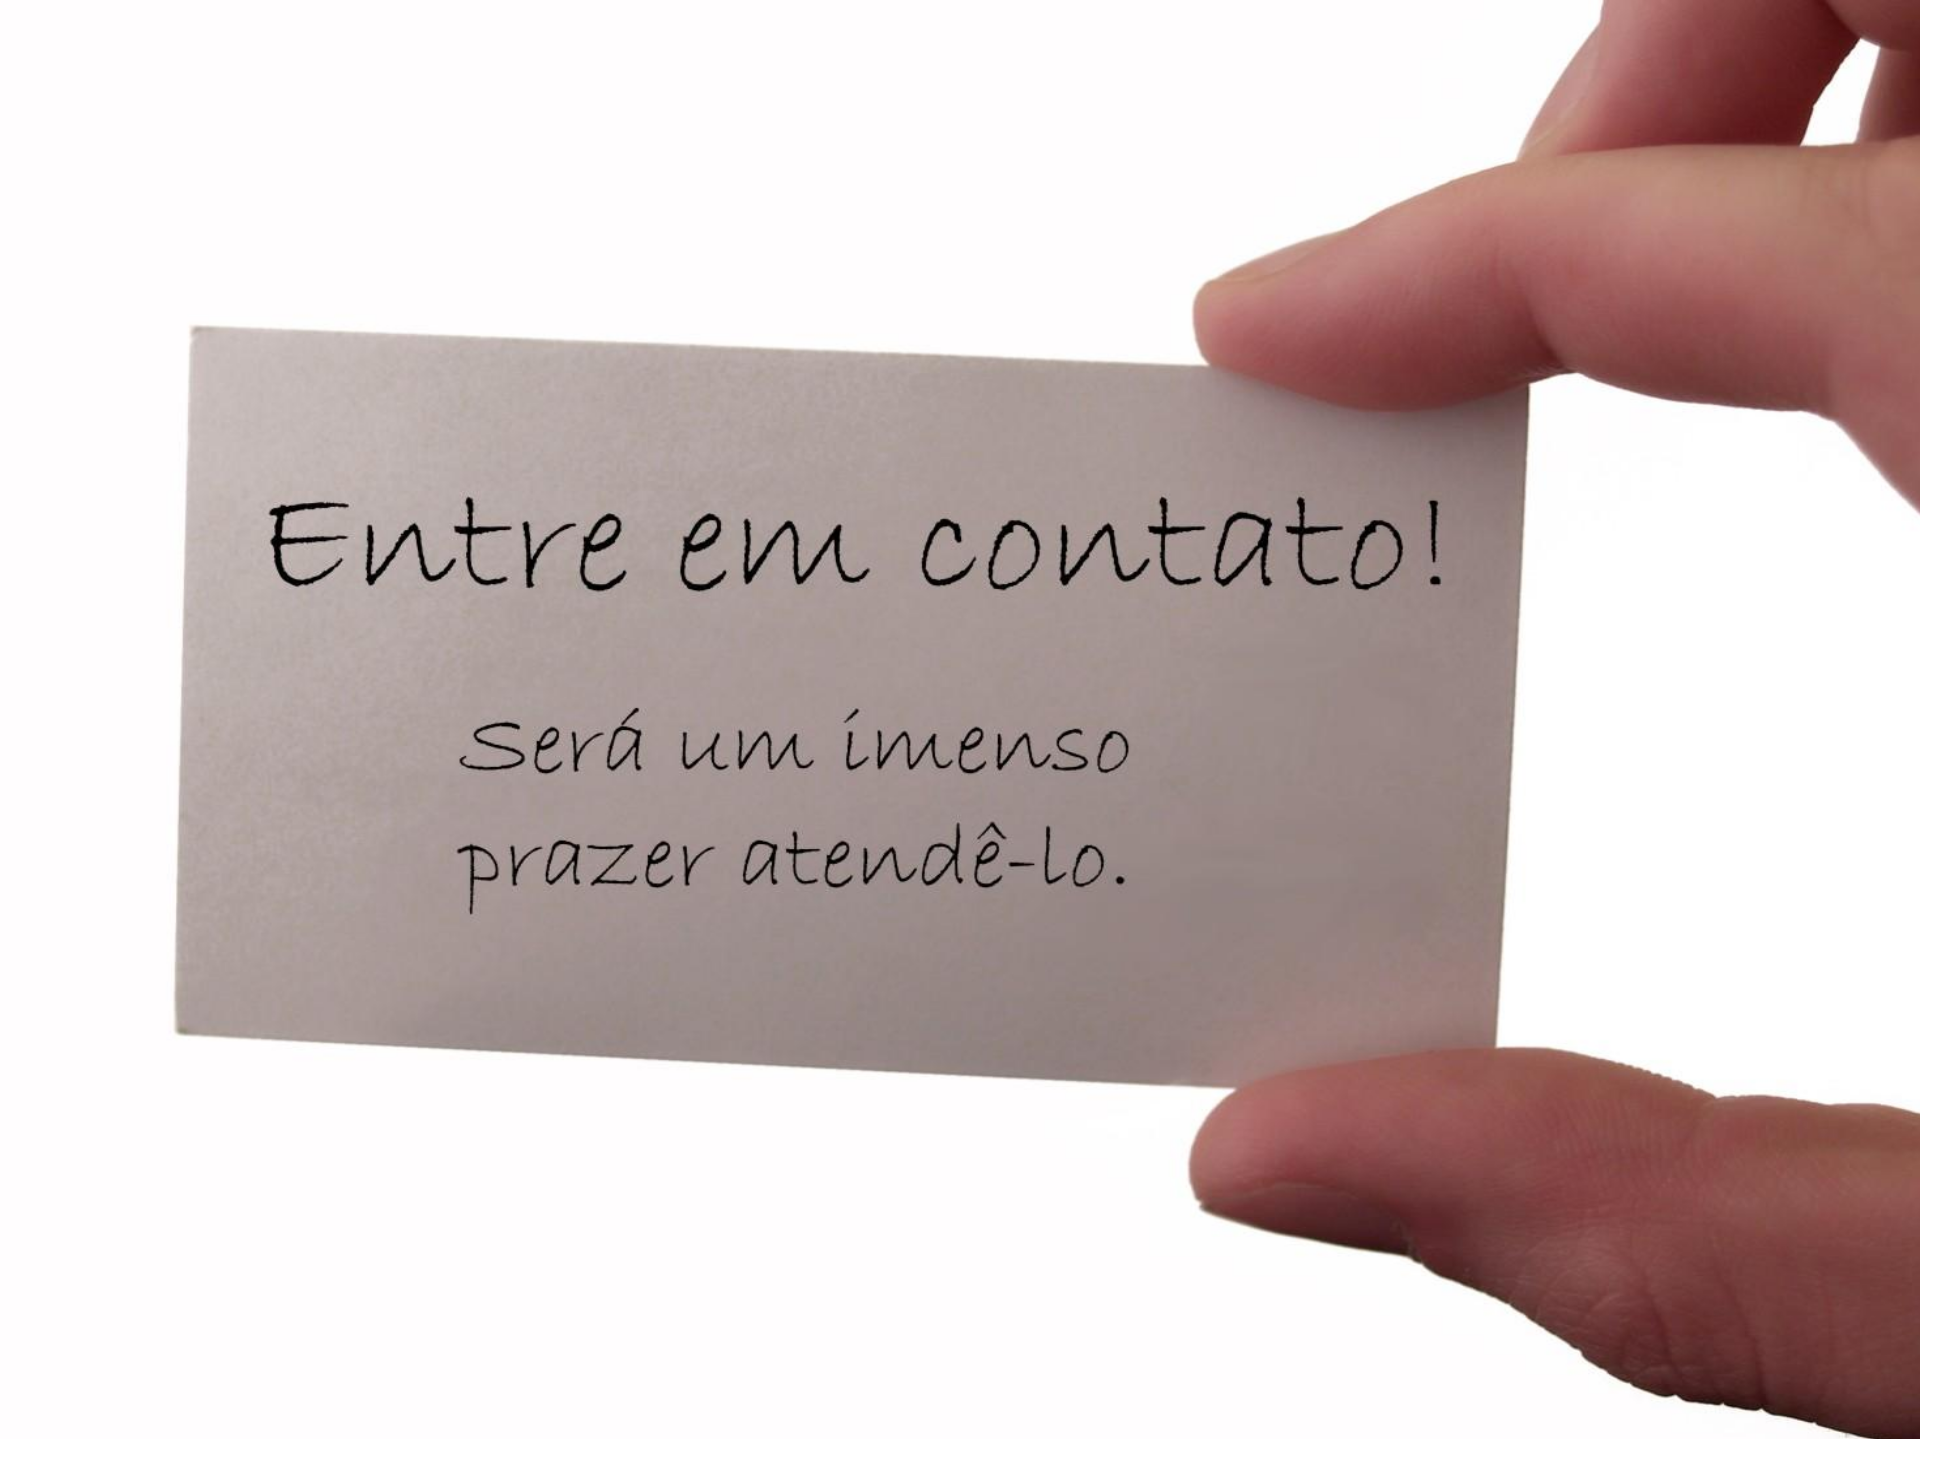 Entre em contato!
Será um imenso
prazer atendê-lo.